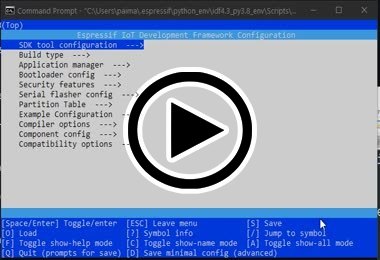 Command Prompt - "C:\Users\paima\.espressif\python_env\idf4.3_py3.8_env\Scripts\...
(Top)
Espressif IoT Development Framework Configuration
SDK tool configuration --->
Build type --->
Application manager --->
Bootloader config --->
Security features --->
Serial flasher config --->
Partition Table --->
Example Configuration --->
Compiler options --->
Component config --->
Compatibility options --->
[Space/Enter] Toggle/enter [ESC] Leave menu [S] Save
[O] Load [?] Symbol info [/] Jump to symbol
[F] Toggle show-help mode [C] Toggle show-name mode [A] Toggle show-all mode
[Q] Quit (prompts for save) [D] Save minimal config (advanced)